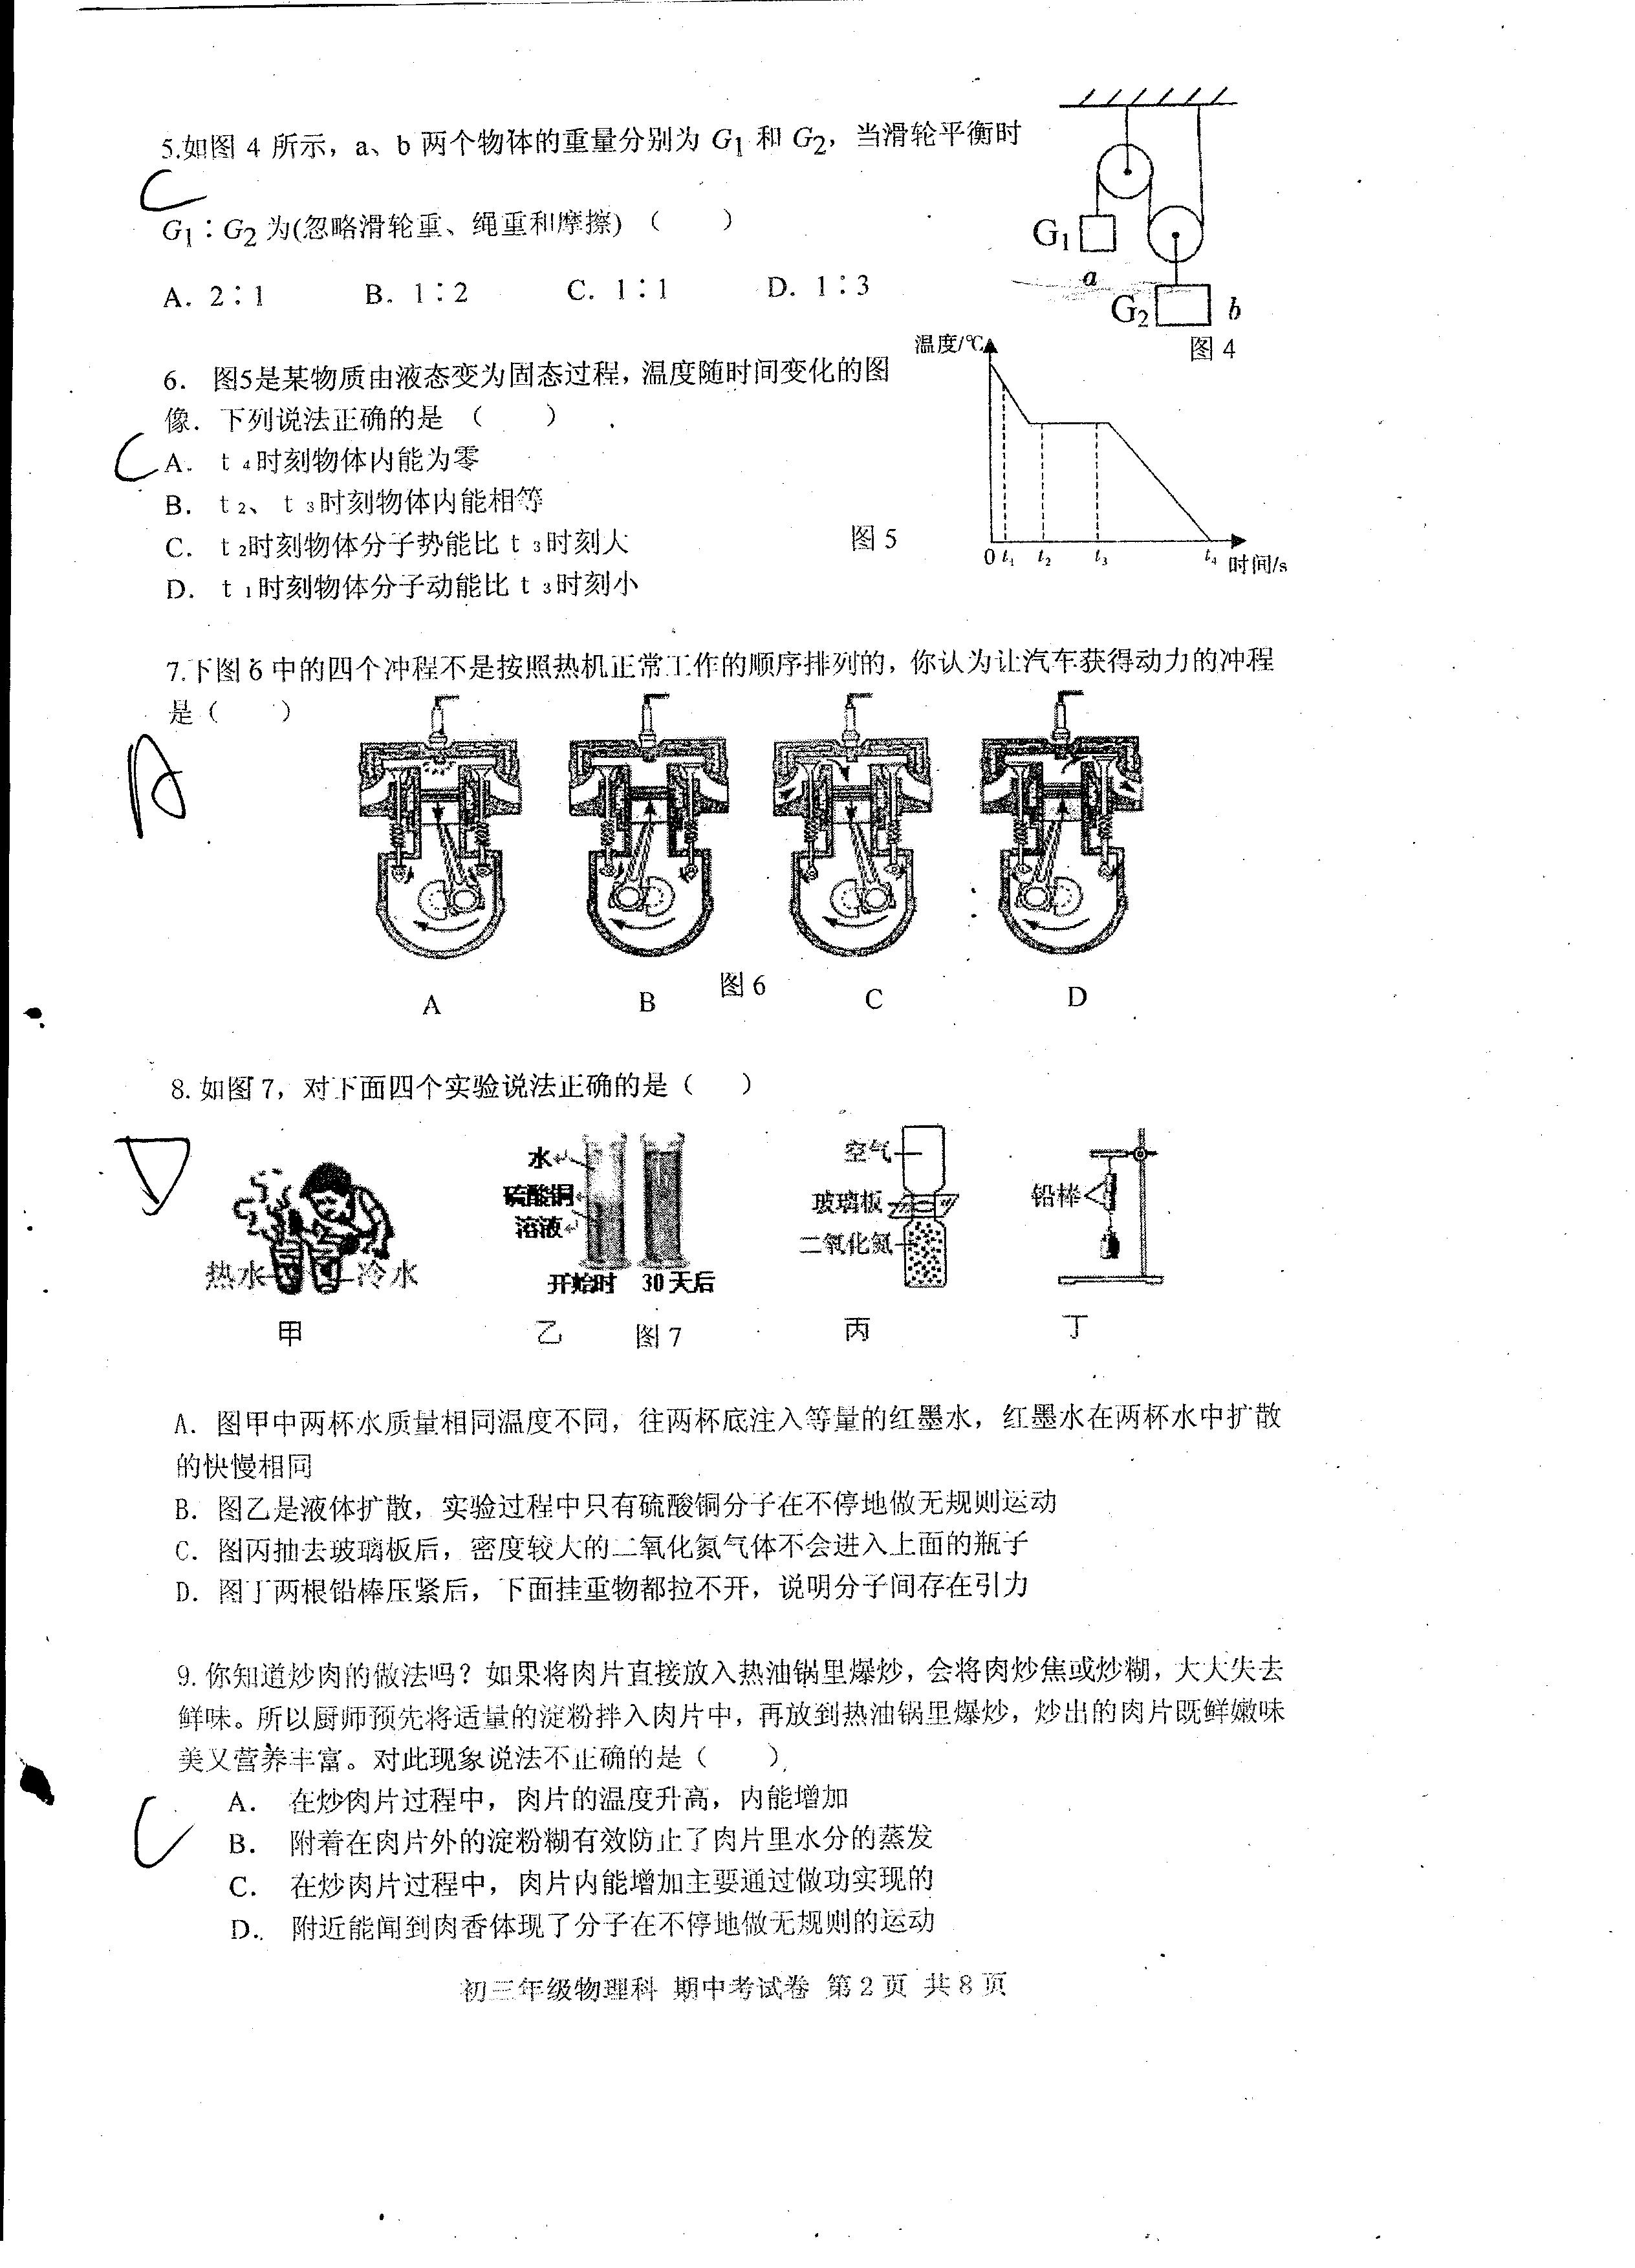 5.如图 4 所示，a、b 两个物体的重量分别为 G1 和 G2，当滑轮平衡时
C
G1∶G2 为(忽略滑轮重、绳重和摩擦) （ ）
A．2∶1 B．1∶2 C．1∶1 D．1∶3
G1
a
G2
b
图 4
6． 图5是某物质由液态变为固态过程，温度随时间变化的图
像．下列说法正确的是 （ ）
C
A． t 4时刻物体内能为零
B． t 2、 t 3时刻物体内能相等
C． t 2时刻物体分子势能比 t 3时刻大
D． t 1时刻物体分子动能比 t 3时刻小
温度/℃
0 t1 t2 t3 t4 时间/s
图 5
7.下图 6 中的四个冲程不是按照热机正常工作的顺序排列的，你认为让汽车获得动力的冲程
是（ ）
A
A B 图 6 C D
8. 如图 7，对下面四个实验说法正确的是（ ）
D
热水 冷水
水
硫酸铜
溶液
开始时 30 天后
空气
玻璃板
二氧化氮
铅棒
甲 乙 图 7 丙 丁
A．图甲中两杯水质量相同温度不同，往两杯底注入等量的红墨水，红墨水在两杯水中扩散
的快慢相同
B．图乙是液体扩散，实验过程中只有硫酸铜分子在不停地做无规则运动
C．图丙抽去玻璃板后，密度较大的二氧化氮气体不会进入上面的瓶子
D．图丁两根铅棒压紧后，下面挂重物都拉不开，说明分子间存在引力
9. 你知道炒肉的做法吗？如果将肉片直接放入热油锅里爆炒，会将肉炒焦或炒糊，大大失去
鲜味。所以厨师预先将适量的淀粉拌入肉片中，再放到热油锅里爆炒，炒出的肉片既鲜嫩味
美又营养丰富。对此现象说法不正确的是（ ）
C
A． 在炒肉片过程中，肉片的温度升高，内能增加
B． 附着在肉片外的淀粉糊有效防止了肉片里水分的蒸发
C． 在炒肉片过程中，肉片内能增加主要通过做功实现的
D． 附近能闻到肉香体现了分子在不停地做无规则的运动
初三年级物理科 期中考试卷 第 2 页 共 8 页